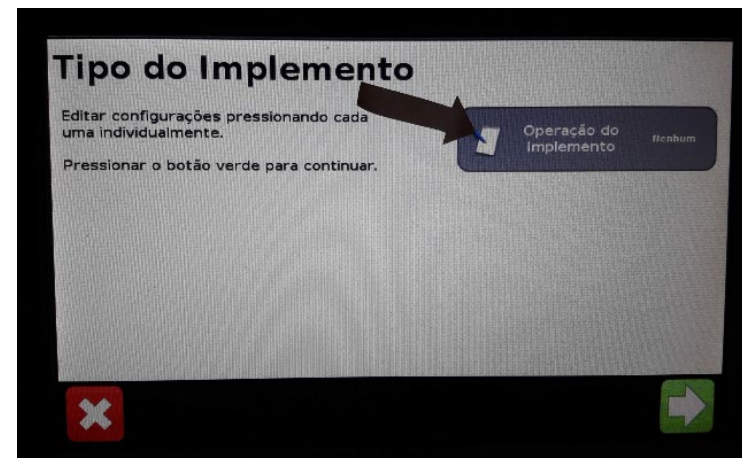 Tipo do Implemento
Editar configurações pressionando cada
uma individualmente.
Pressionar o botão verde para continuar.
Operação do
Implemento
Nenhum